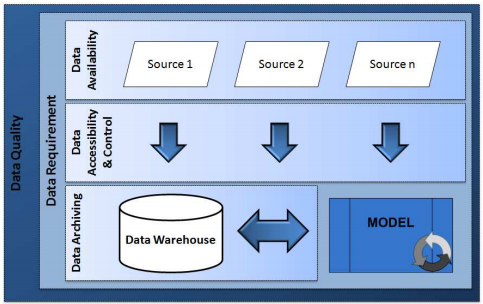 Data Quality
Data Requirement
Data
Availability
Source 1
Source 2
Source n
Data
Accessibility
& Control
Data Archiving
Data Warehouse
MODEL